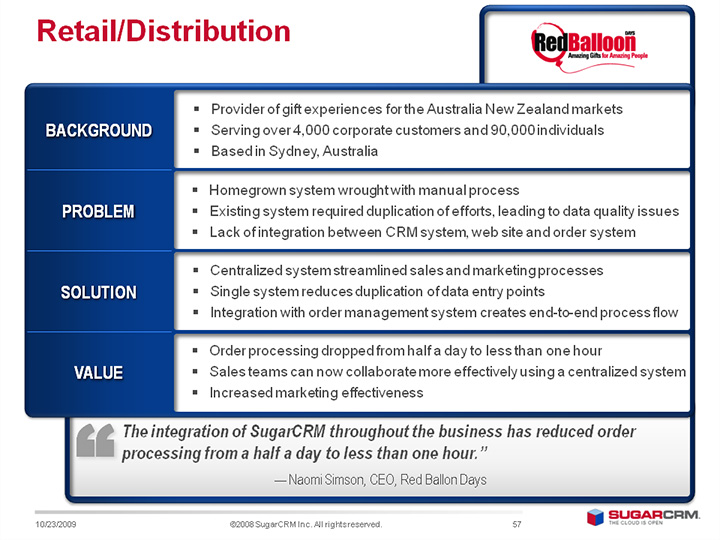 Retail/Distribution
RedBalloon DAYS
Amazing Gifts for Amazing People
BACKGROUND
▪ Provider of gift experiences for the Australia New Zealand markets
▪ Serving over 4,000 corporate customers and 90,000 individuals
▪ Based in Sydney, Australia
PROBLEM
▪ Homegrown system wrought with manual process
▪ Existing system required duplication of efforts, leading to data quality issues
▪ Lack of integration between CRM system, web site and order system
SOLUTION
▪ Centralized system streamlined sales and marketing processes
▪ Single system reduces duplication of data entry points
▪ Integration with order management system creates end-to-end process flow
VALUE
▪ Order processing dropped from half a day to less than one hour
▪ Sales teams can now collaborate more effectively using a centralized system
▪ Increased marketing effectiveness
“The integration of SugarCRM throughout the business has reduced order
processing from a half a day to less than one hour.”
— Naomi Simson, CEO, Red Ballon Days
10/23/2009
©2008 SugarCRM Inc. All rights reserved.
57
SUGARCRM.
THE CLOUD IS OPEN